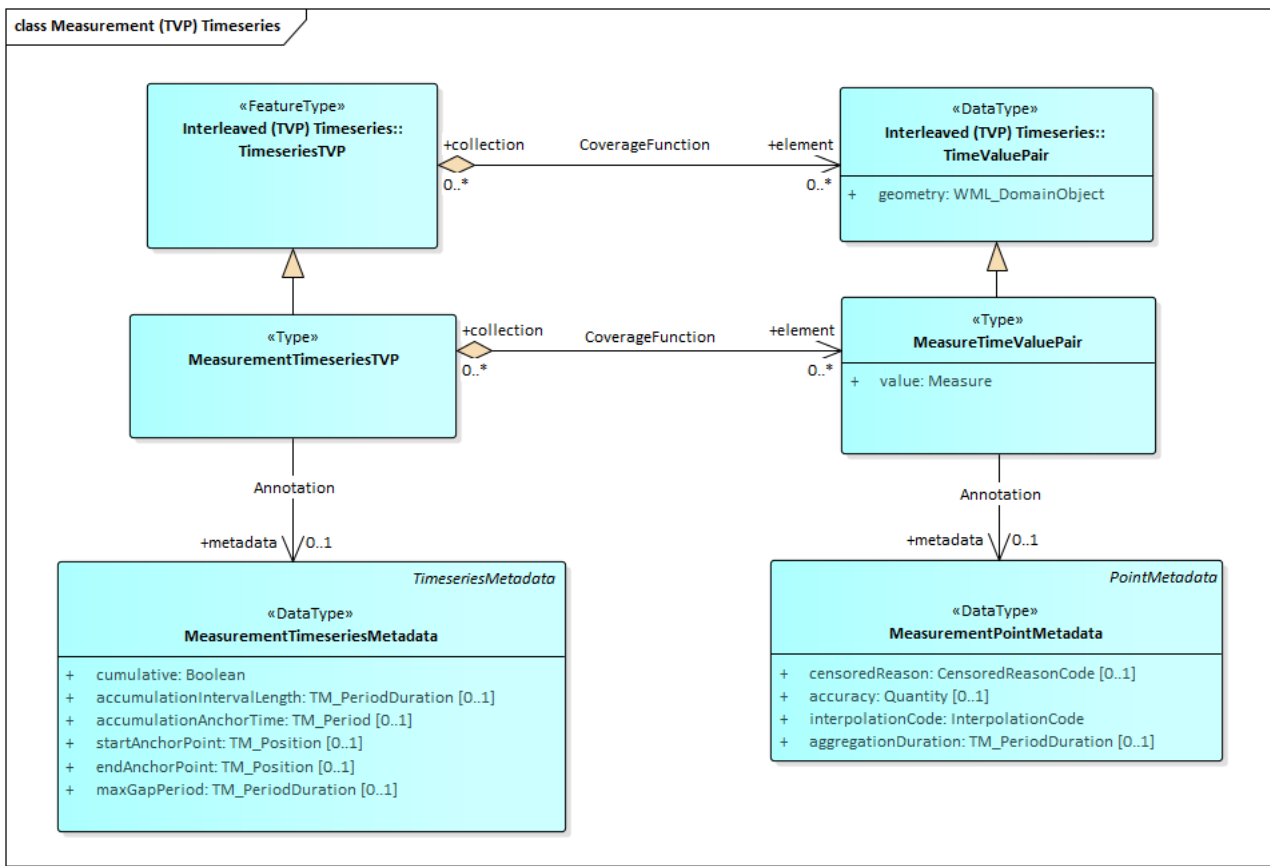 class Measurement (TVP) Timeseries
«FeatureType»
Interleaved (TVP) Timeseries::
TimeseriesTVP
+collection
CoverageFunction
+element
0..*
0..*
«DataType»
Interleaved (TVP) Timeseries::
TimeValuePair
+ geometry: WML_DomainObject
«Type»
MeasurementTimeseriesTVP
+collection
CoverageFunction
+element
0..*
0..*
«Type»
MeasureTimeValuePair
+ value: Measure
Annotation
+metadata
0..1
Annotation
+metadata
0..1
TimeseriesMetadata
«DataType»
MeasurementTimeseriesMetadata
+ cumulative: Boolean
+ accumulationIntervalLength: TM_PeriodDuration [0..1]
+ accumulationAnchorTime: TM_Period [0..1]
+ startAnchorPoint: TM_Position [0..1]
+ endAnchorPoint: TM_Position [0..1]
+ maxGapPeriod: TM_PeriodDuration [0..1]
PointMetadata
«DataType»
MeasurementPointMetadata
+ censoredReason: CensoredReasonCode [0..1]
+ accuracy: Quantity [0..1]
+ interpolationCode: InterpolationCode
+ aggregationDuration: TM_PeriodDuration [0..1]